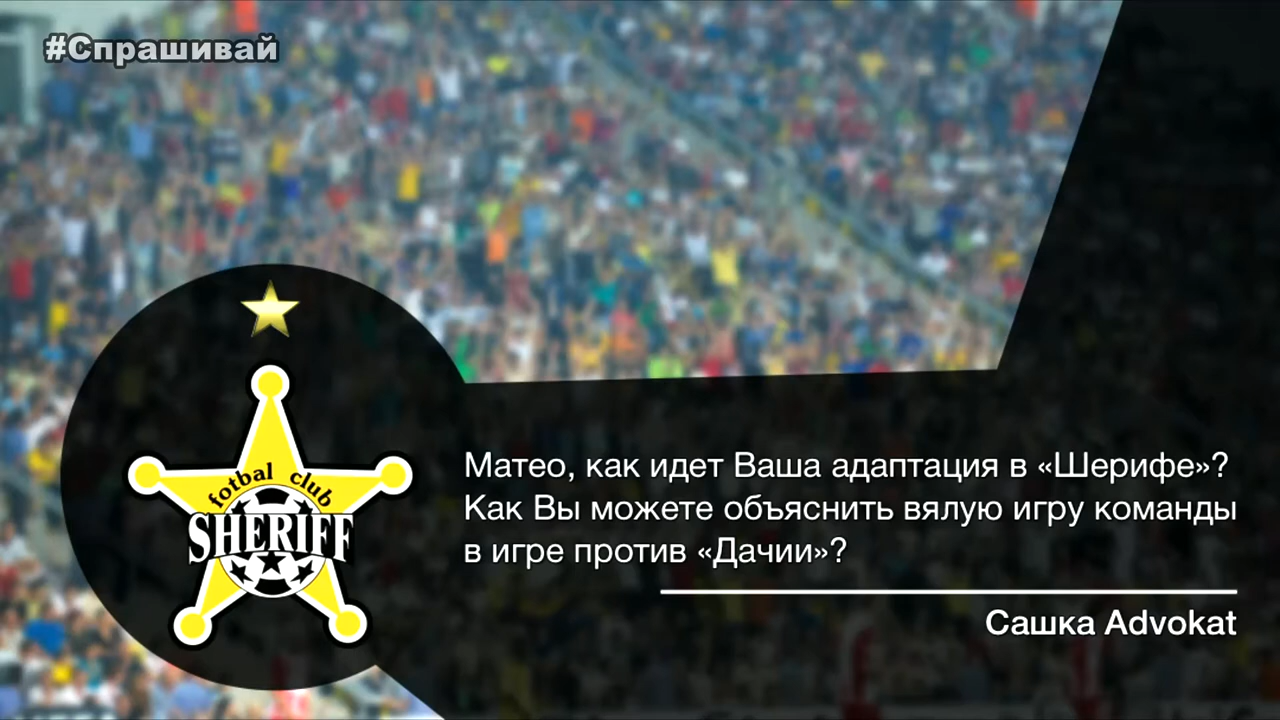 #Спрашивай
fotbal club
SHERIFF
Матео, как идет Ваша адаптация в «Шерифе»?
Как Вы можете объяснить вялую игру команды
в игре против «Дачии»?
Сашка Advokat